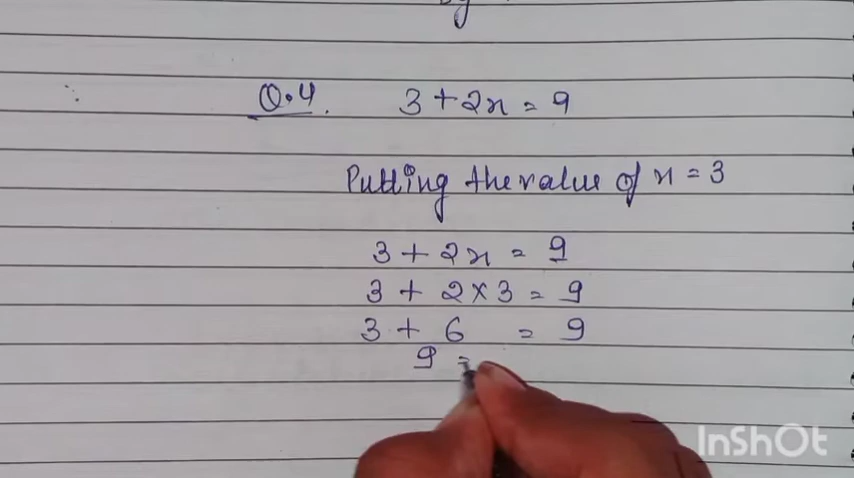 by
Q.4. 3 + 2x = 9
Putting the value of x = 3
3 + 2x = 9
3 + 2 × 3 = 9
3 + 6 = 9
9 =
InShOt